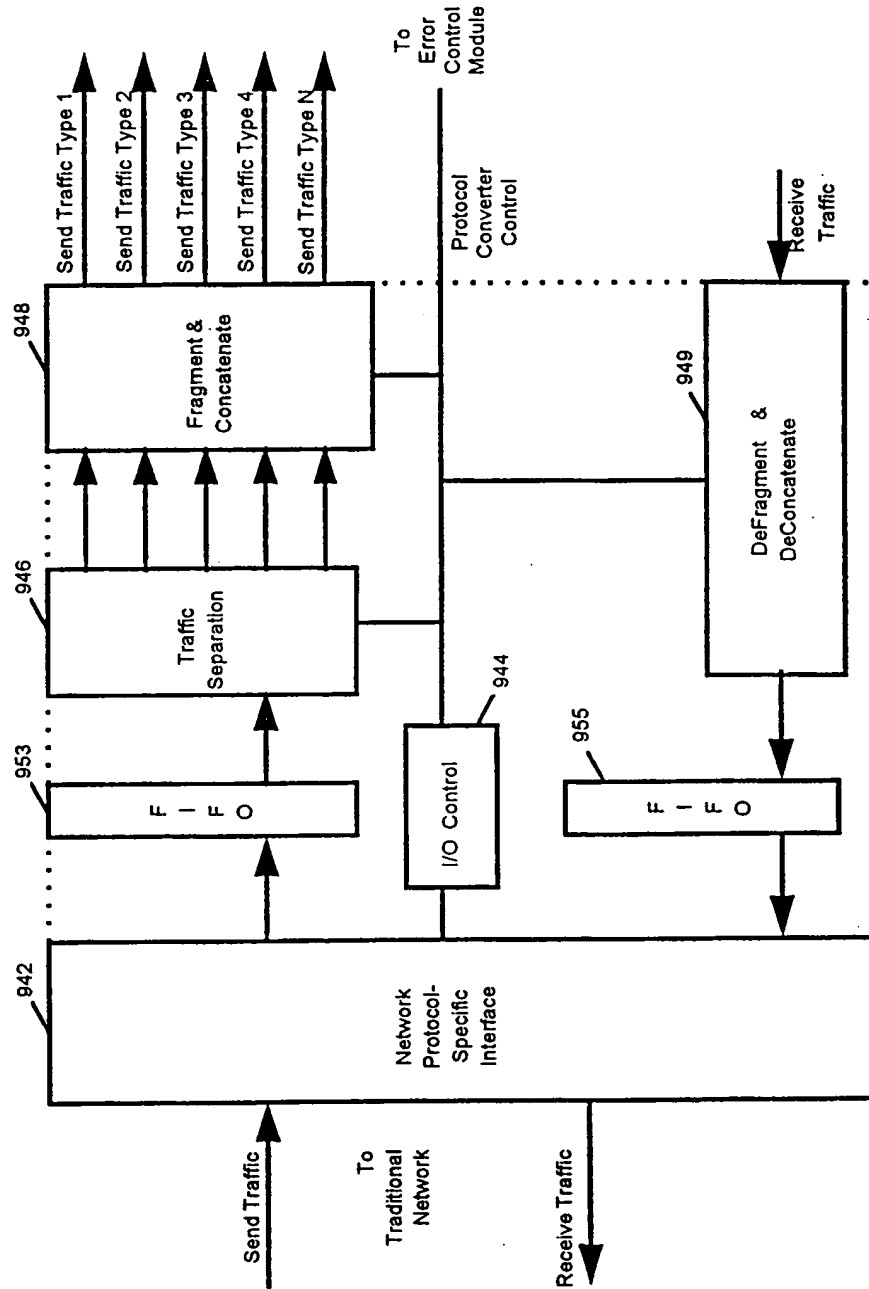 942
953
946
948
Send Traffic
To
Traditional
Network
Receive Traffic
Network
Protocol-
Specific
Interface
F I F O
Traffic
Separation
Fragment &
Concatenate
Send Traffic Type 1
Send Traffic Type 2
Send Traffic Type 3
Send Traffic Type 4
Send Traffic Type N
I/O Control
944
Protocol
Converter
Control
To
Error
Control
Module
955
F I F O
949
DeFragment &
DeConcatenate
Receive
Traffic